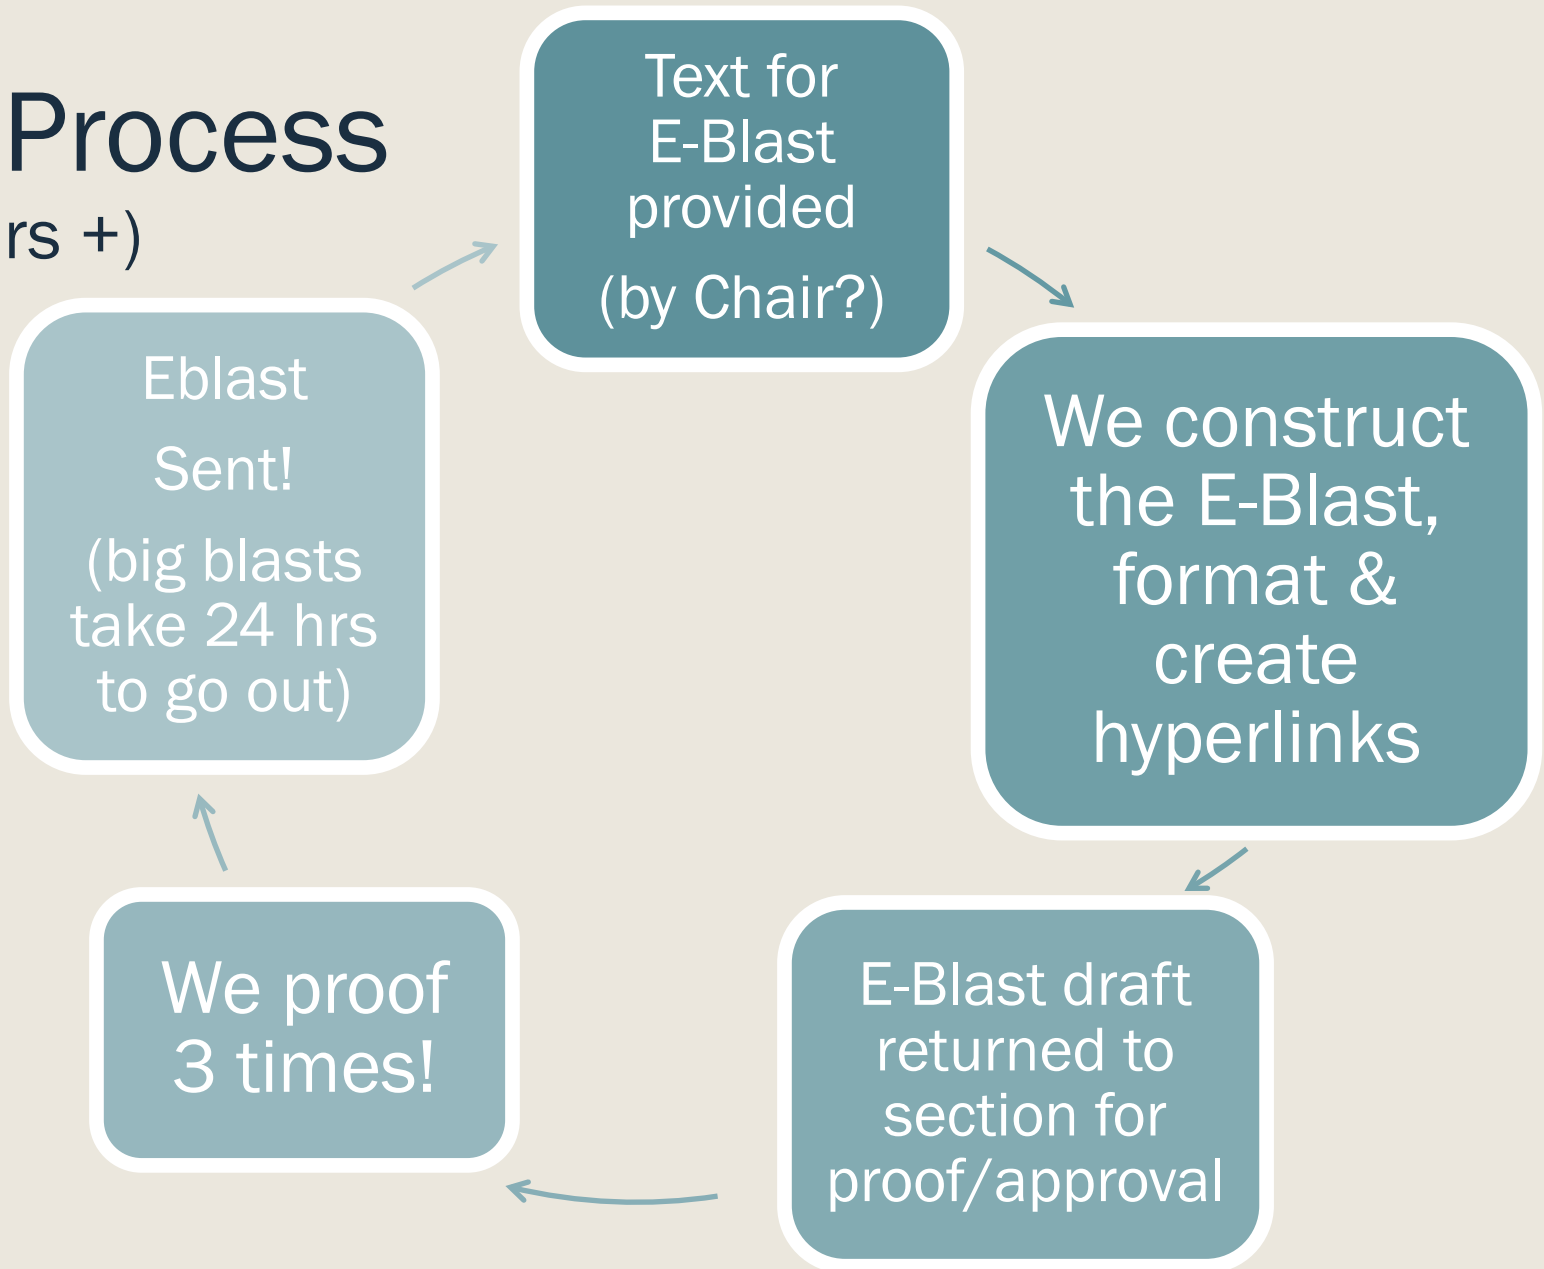 Process
rs +)
Text for
E-Blast
provided
(by Chair?)
We construct
the E-Blast,
format &
create
hyperlinks
E-Blast draft
returned to
section for
proof/approval
We proof
3 times!
Eblast
Sent!
(big blasts
take 24 hrs
to go out)